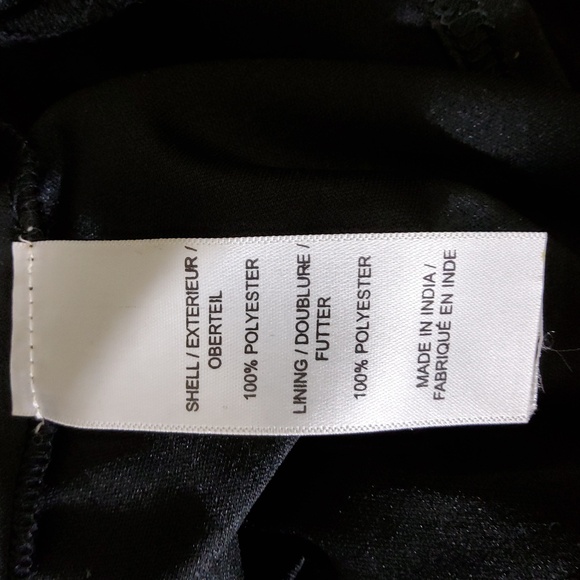 SHELL / EXTERIEUR /
OBERTEIL
100% POLYESTER
LINING / DOUBLURE /
FUTTER
100% POLYESTER
MADE IN INDIA /
FABRIQUÉ EN INDE